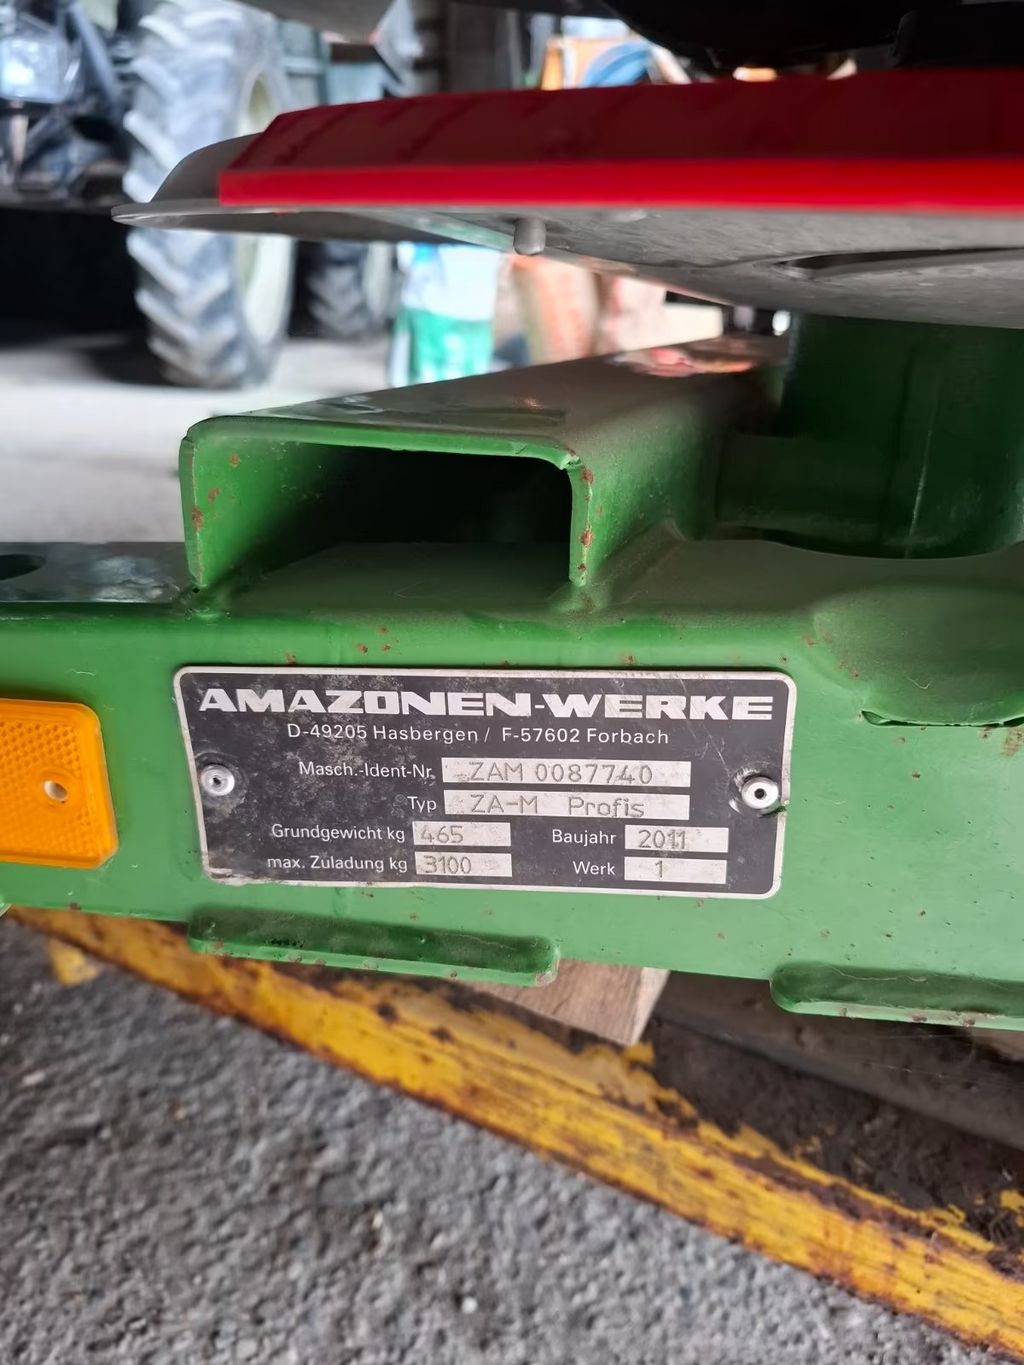 AMAZONEN-WERKE
D-49205 Hasbergen / F-57602 Forbach
Masch.-Ident-Nr. ZAM 0087740
Typ ZA-M Profis
Grundgewicht kg 465 Baujahr 2011
max. Zuladung kg 3100 Werk 1